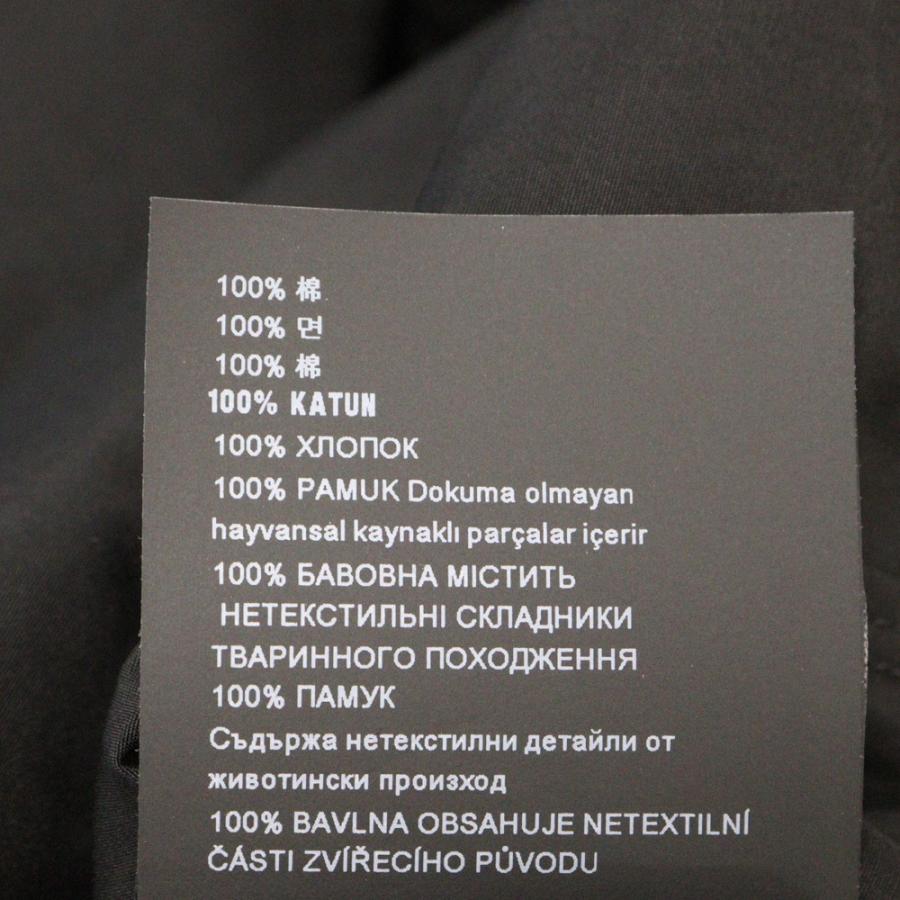 100% 棉
100% 면
100% 棉
100% KATUN
100% ХЛОПОК
100% PAMUK Dokuma olmayan
hayvansal kaynaklı parçalar içerir
100% БАВОВНА МІСТИТЬ
НЕТЕКСТИЛЬНІ СКЛАДНИКИ
ТВАРИННОГО ПОХОДЖЕННЯ
100% ПАМУК
Съдържа нетекстилни детайли от
животински произход
100% BAVLNA OBSAHUJE NETEXTILNÍ
ČÁSTI ZVÍŘECÍHO PŮVODU